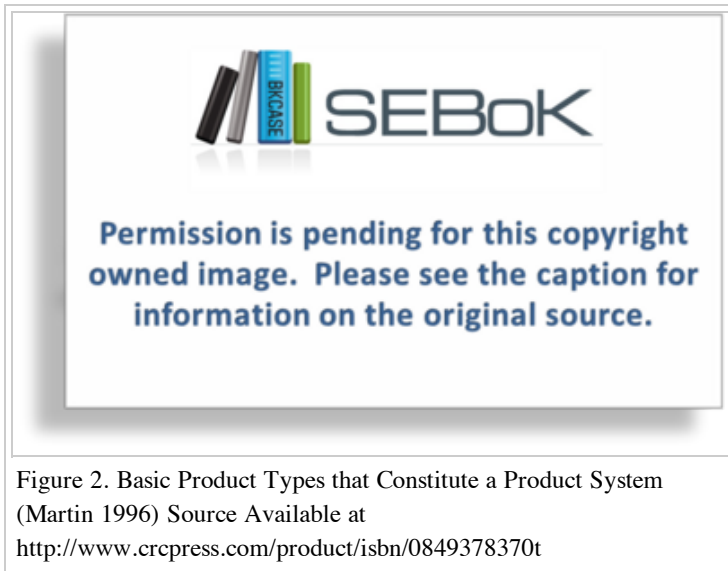 BKCASE
SEBoK
Permission is pending for this copyright
owned image. Please see the caption for
information on the original source.
Figure 2. Basic Product Types that Constitute a Product System
(Martin 1996) Source Available at
http://www.crcpress.com/product/isbn/0849378370t